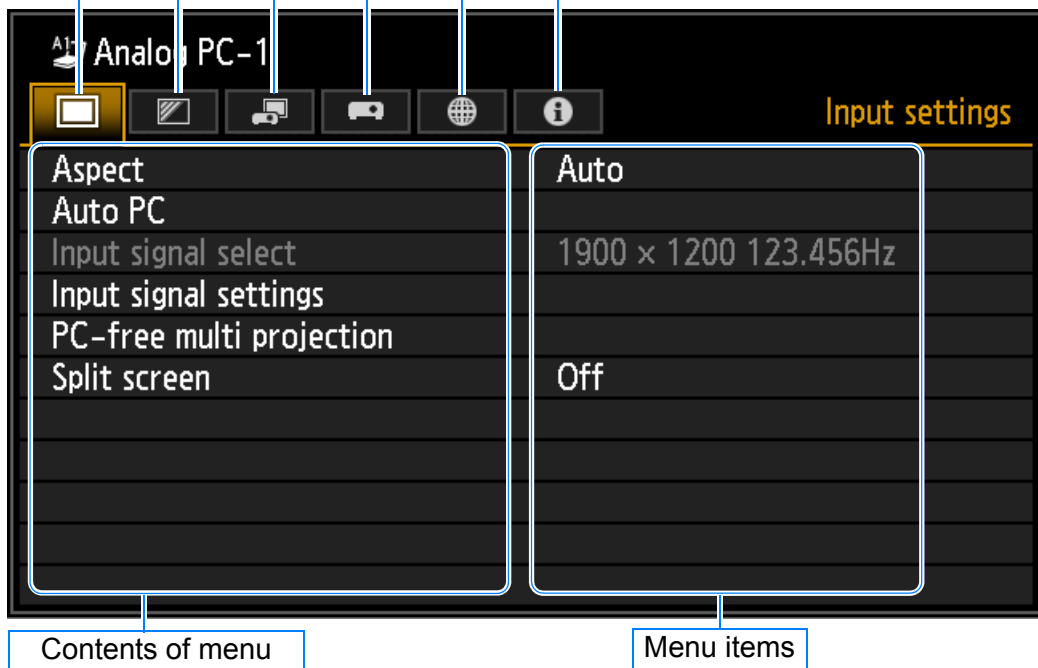 A1 Analog PC-1
Input settings
Aspect Auto
Auto PC
Input signal select 1900 × 1200 123.456Hz
Input signal settings
PC-free multi projection
Split screen Off
Contents of menu Menu items